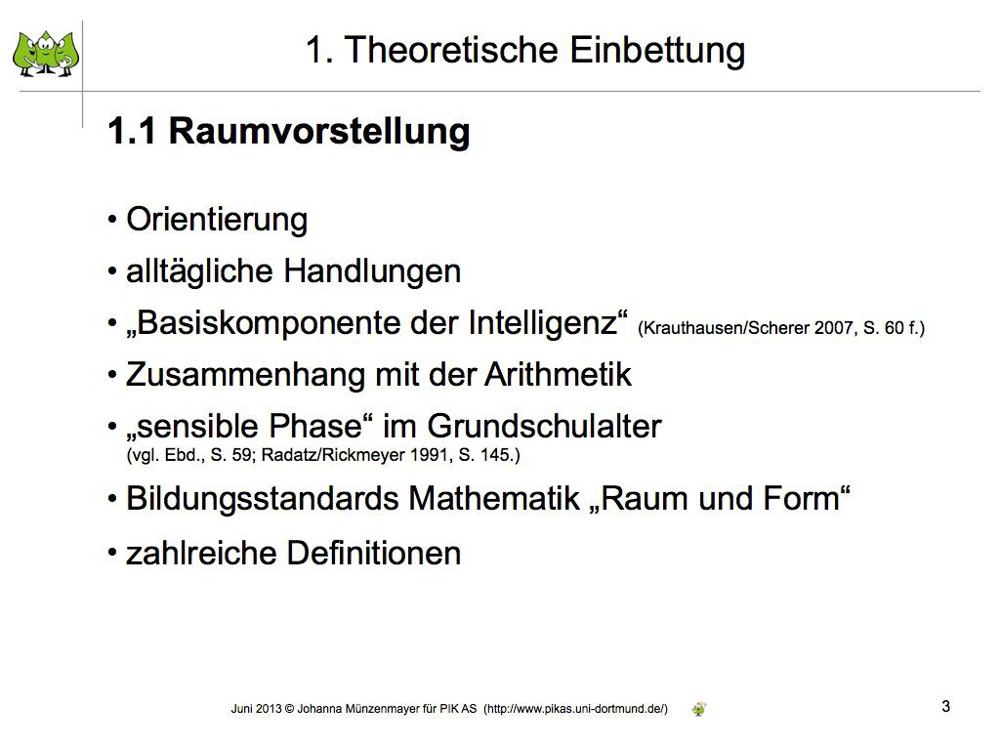 1. Theoretische Einbettung
1.1 Raumvorstellung
• Orientierung
• alltägliche Handlungen
• „Basiskomponente der Intelligenz“ (Krauthausen/Scherer 2007, S. 60 f.)
• Zusammenhang mit der Arithmetik
• „sensible Phase“ im Grundschulalter
(vgl. Ebd., S. 59; Radatz/Rickmeyer 1991, S. 145.)
• Bildungsstandards Mathematik „Raum und Form“
• zahlreiche Definitionen
Juni 2013 © Johanna Münzenmayer für PIK AS (http://www.pikas.uni-dortmund.de/)
3